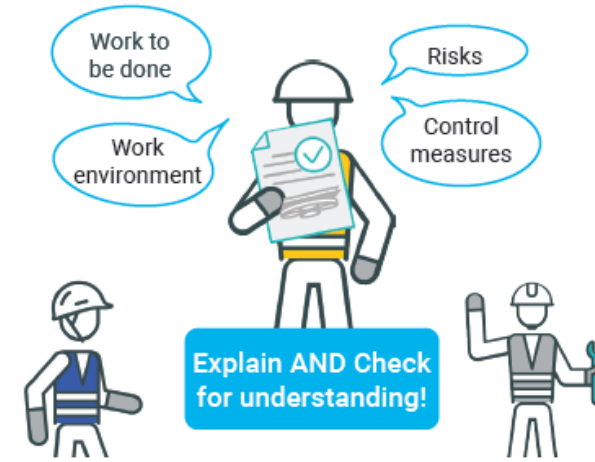 Work to
be done
Risks
Work
environment
Control
measures
Explain AND Check
for understanding!